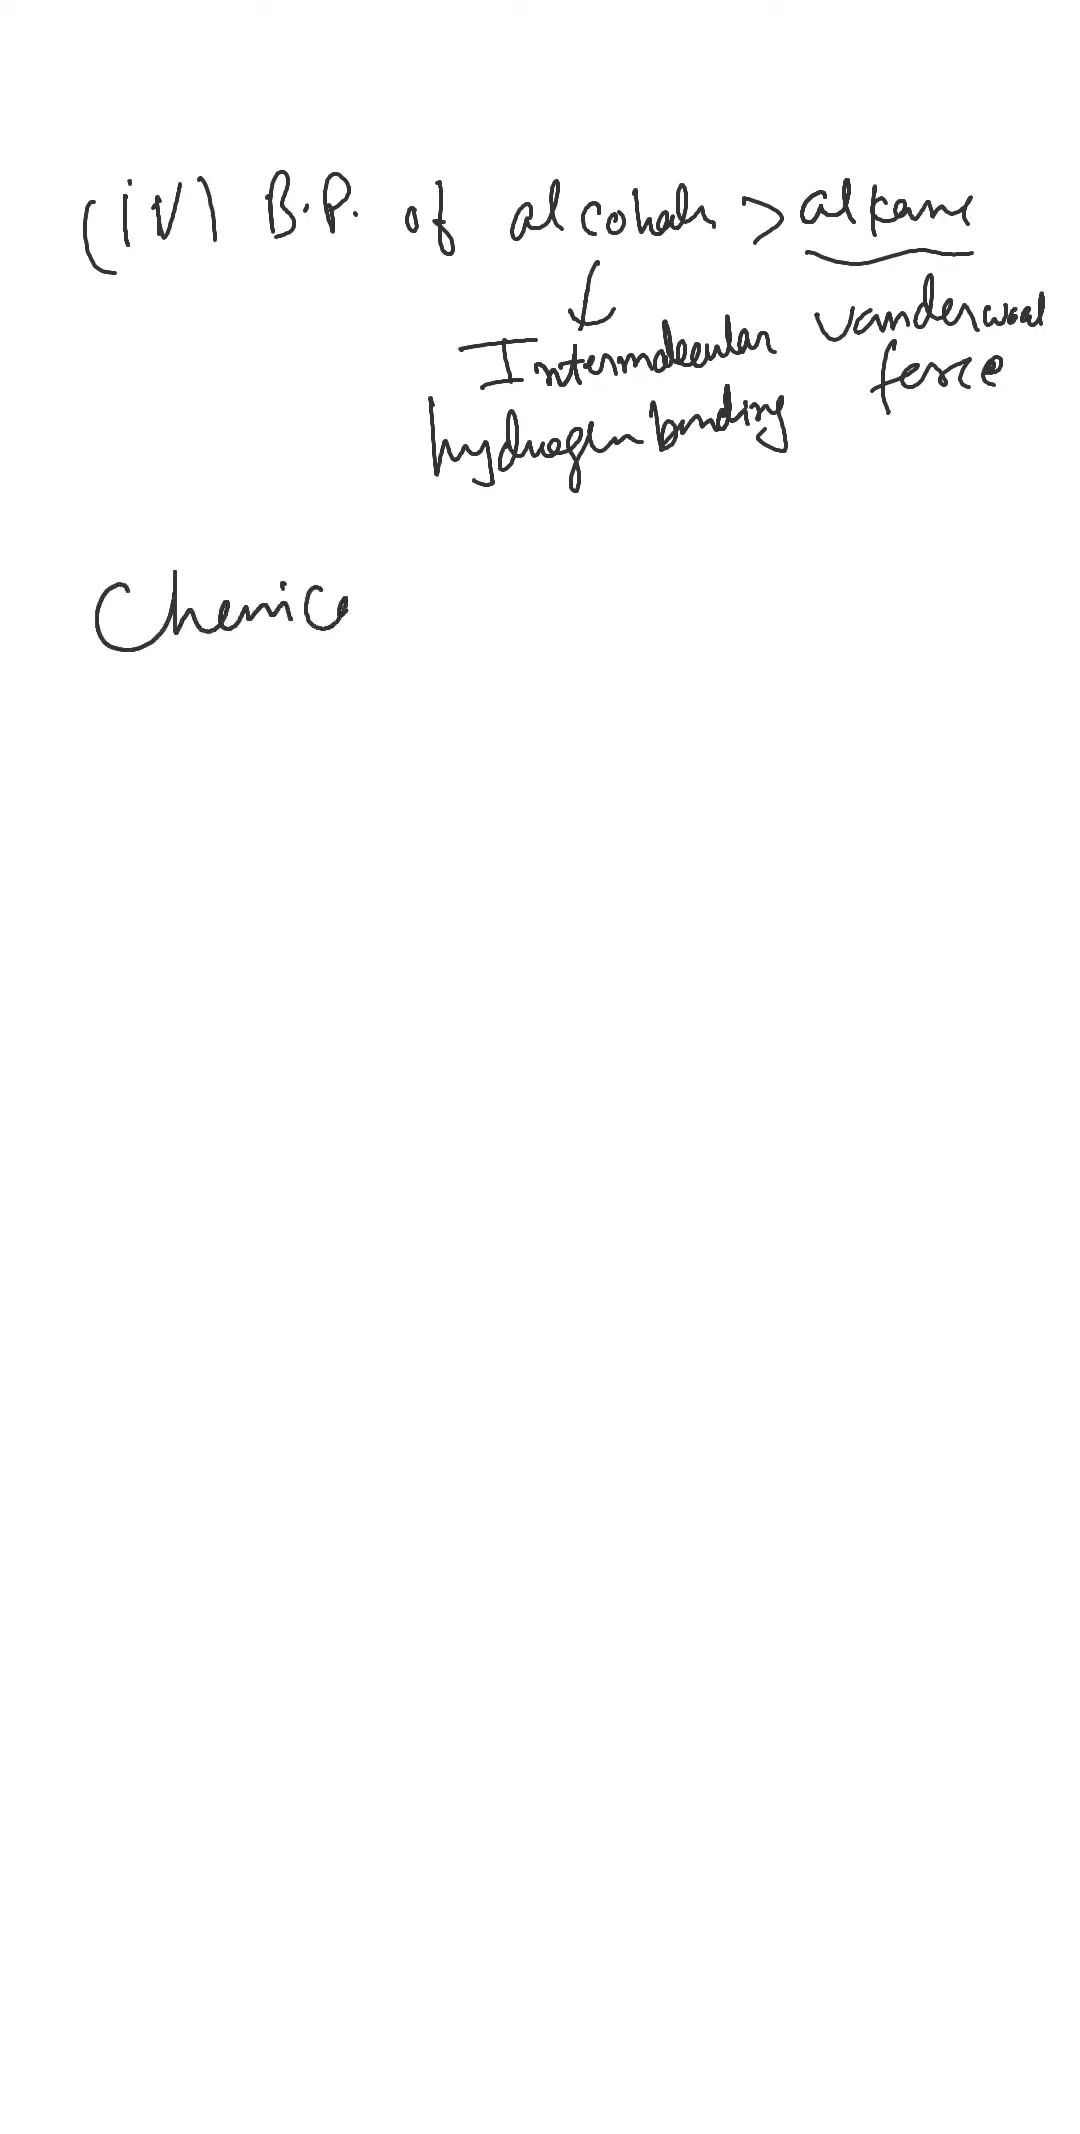 (iv) B.P. of alcohols > alkane
Intermolecular vanderwaal
hydrogen bonding force
Chemica